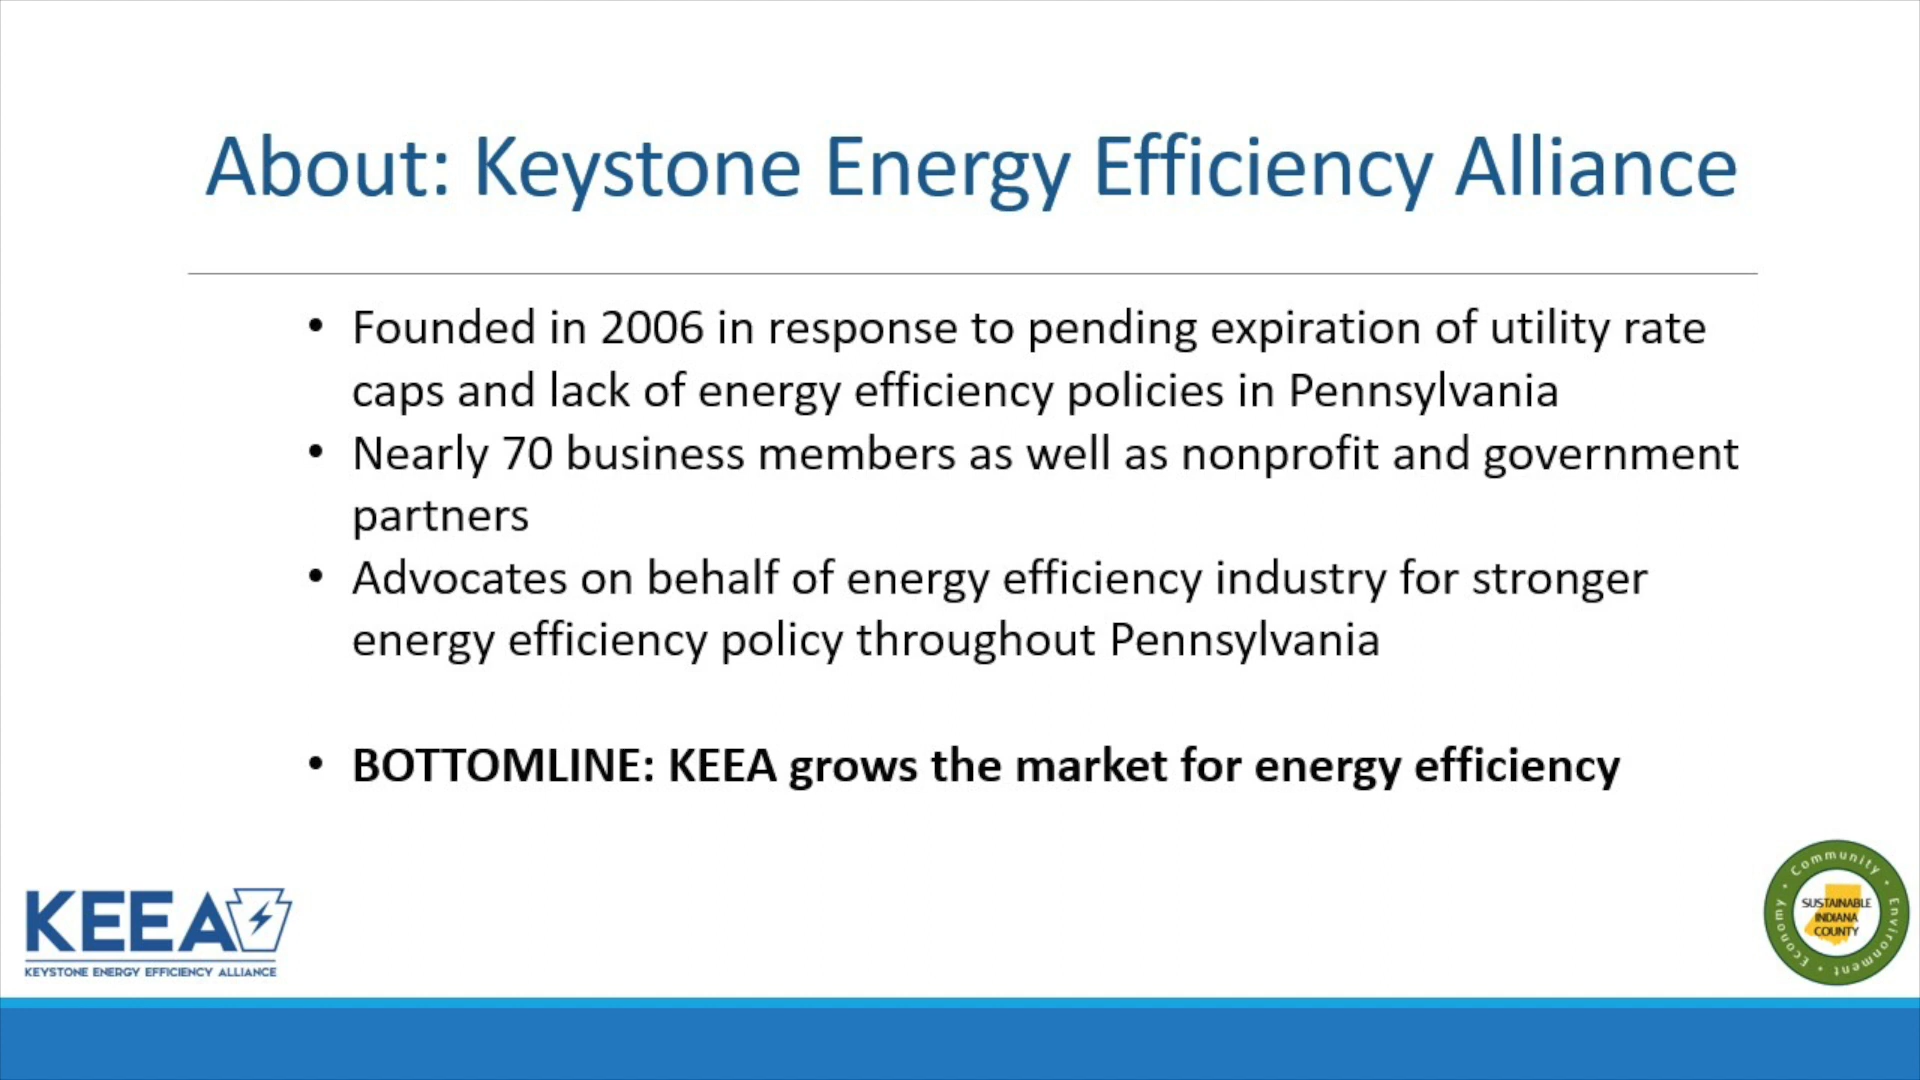 About: Keystone Energy Efficiency Alliance
• Founded in 2006 in response to pending expiration of utility rate
caps and lack of energy efficiency policies in Pennsylvania
• Nearly 70 business members as well as nonprofit and government
partners
• Advocates on behalf of energy efficiency industry for stronger
energy efficiency policy throughout Pennsylvania
• BOTTOMLINE: KEEA grows the market for energy efficiency
KEEA
KEYSTONE ENERGY EFFICIENCY ALLIANCE
Community • Environment • Economy •
SUSTAINABLE
INDIANA
COUNTY